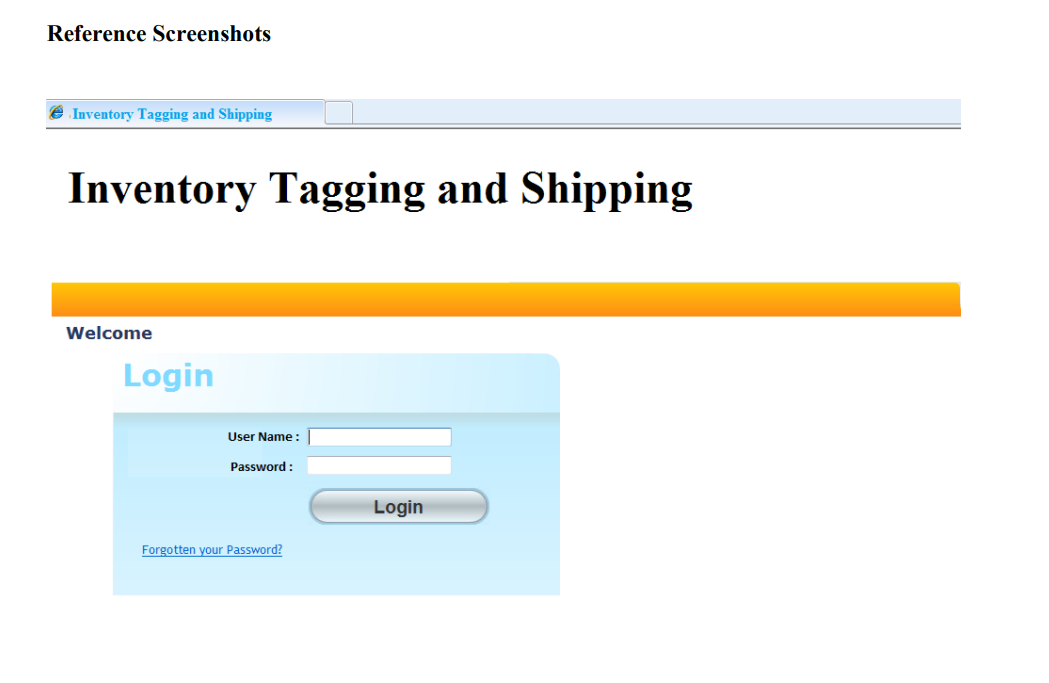 Reference Screenshots
Inventory Tagging and Shipping
Inventory Tagging and Shipping
Welcome
Login
User Name :
Password :
Login
Forgotten your Password?